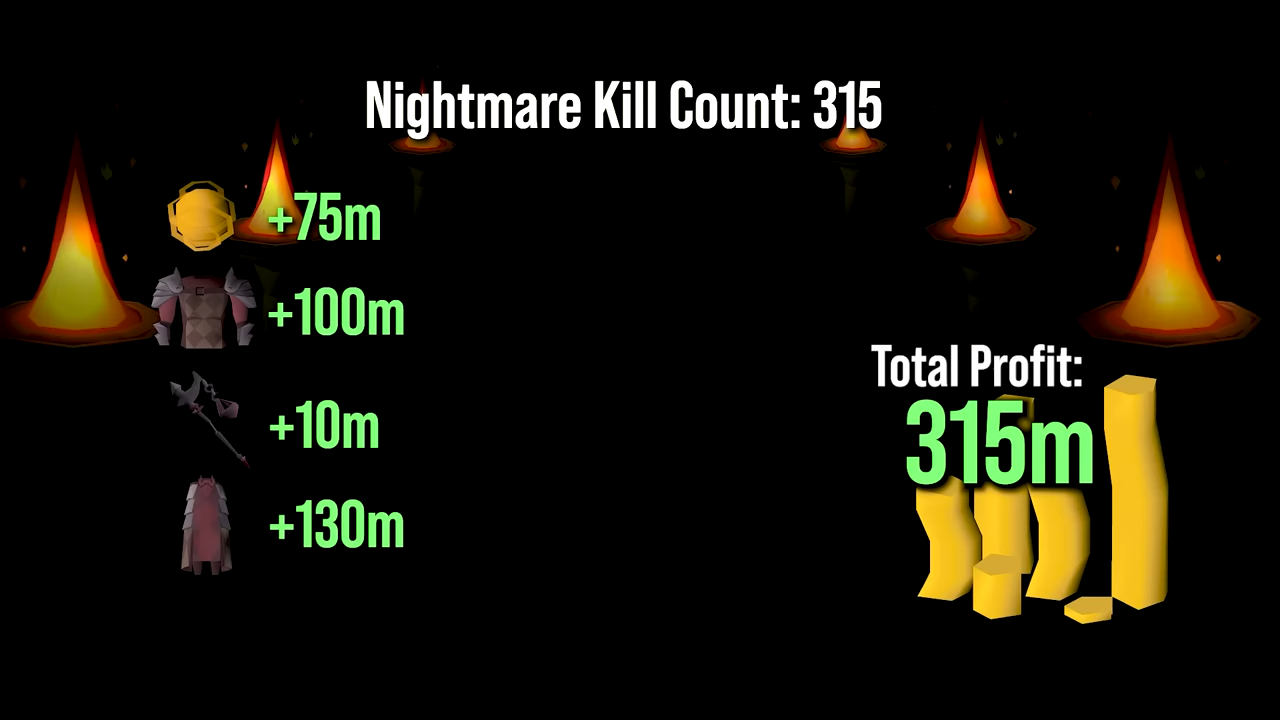 Nightmare Kill Count: 315
+75m
+100m
+10m
+130m
Total Profit:
315m